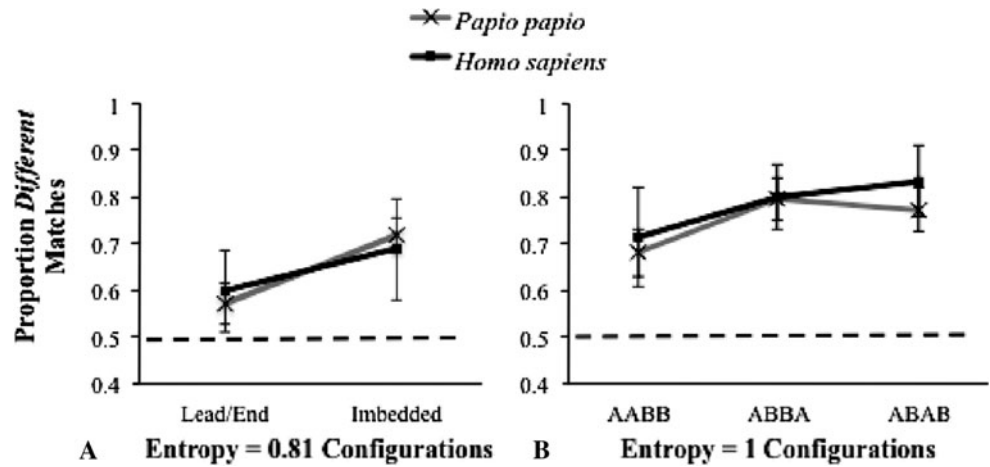 Papio papio
Homo sapiens
Proportion Different
Matches
1
0.9
0.8
0.7
0.6
0.5
0.4
Lead/End Imbedded
A Entropy = 0.81 Configurations
1
0.9
0.8
0.7
0.6
0.5
0.4
AABB ABBA ABAB
B Entropy = 1 Configurations